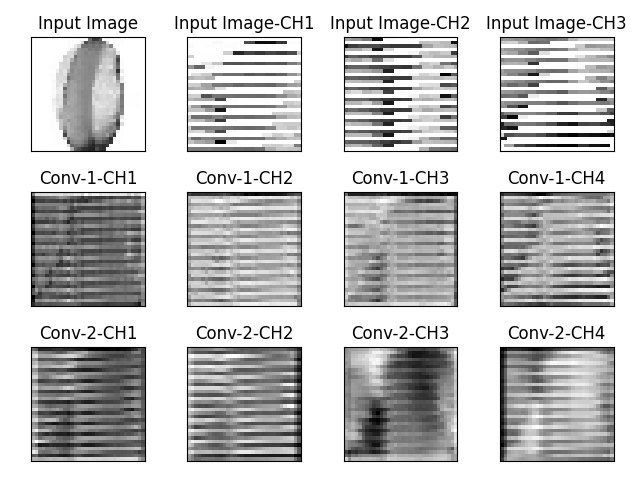 Input Image Input Image-CH1 Input Image-CH2 Input Image-CH3
Conv-1-CH1 Conv-1-CH2 Conv-1-CH3 Conv-1-CH4
Conv-2-CH1 Conv-2-CH2 Conv-2-CH3 Conv-2-CH4